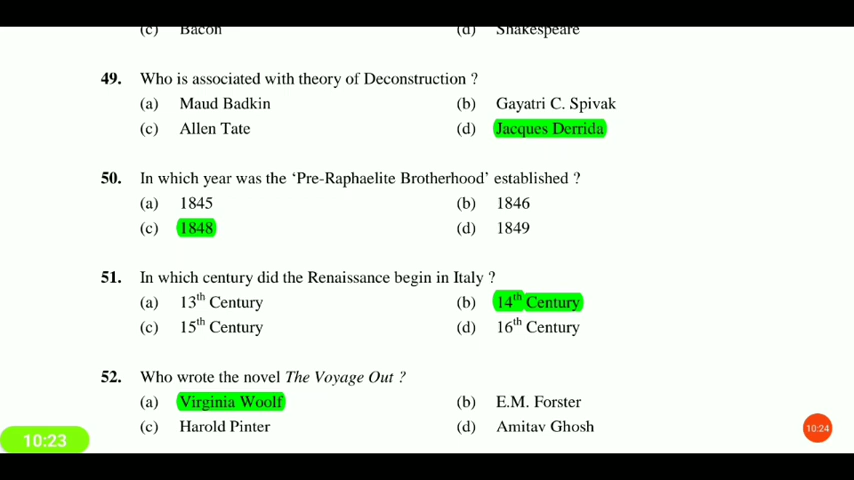 (c) Bacon (d) Shakespeare
49. Who is associated with theory of Deconstruction ?
(a) Maud Badkin (b) Gayatri C. Spivak
(c) Allen Tate (d) Jacques Derrida
50. In which year was the ‘Pre-Raphaelite Brotherhood’ established ?
(a) 1845 (b) 1846
(c) 1848 (d) 1849
51. In which century did the Renaissance begin in Italy ?
(a) 13th Century (b) 14th Century
(c) 15th Century (d) 16th Century
52. Who wrote the novel The Voyage Out ?
(a) Virginia Woolf (b) E.M. Forster
(c) Harold Pinter (d) Amitav Ghosh
10:23
10:24